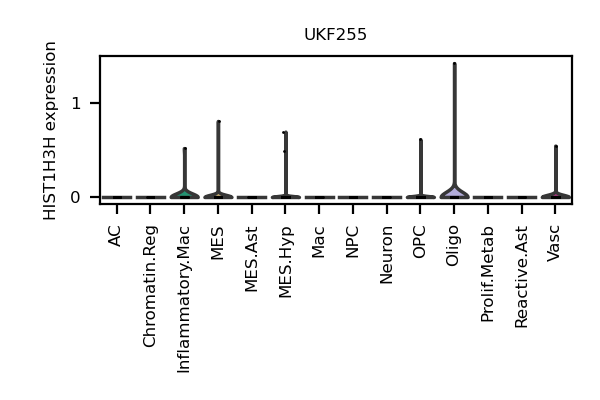 UKF255
HIST1H3H expression
1
0
AC
Chromatin.Reg
Inflammatory.Mac
MES
MES.Ast
MES.Hyp
Mac
NPC
Neuron
OPC
Oligo
Prolif.Metab
Reactive.Ast
Vasc